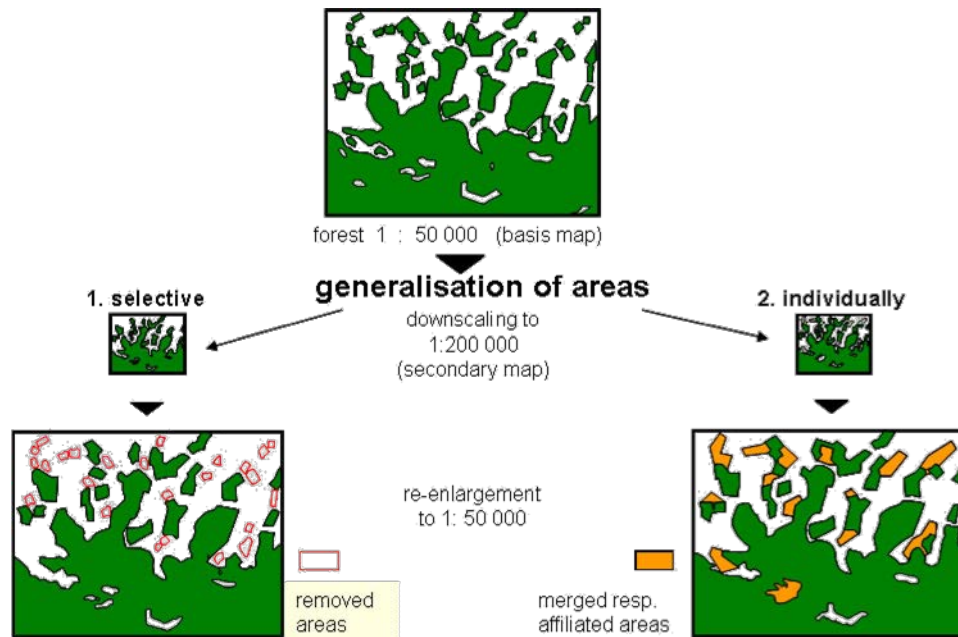 forest 1 : 50 000 (basis map)
generalisation of areas
1. selective
2. individually
downscaling to
1:200 000
(secondary map)
re-enlargement
to 1: 50 000
removed
areas
merged resp.
affiliated areas